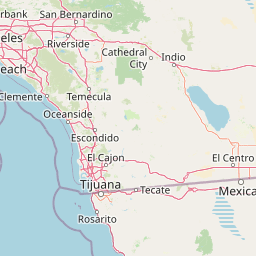 rbank
San Bernardino
eles
Riverside
Cathedral
City
Indio
each
Clemente
Temecula
Oceanside
Escondido
El Cajon
El Centro
Tijuana
Tecate
Mexica
Rosarito